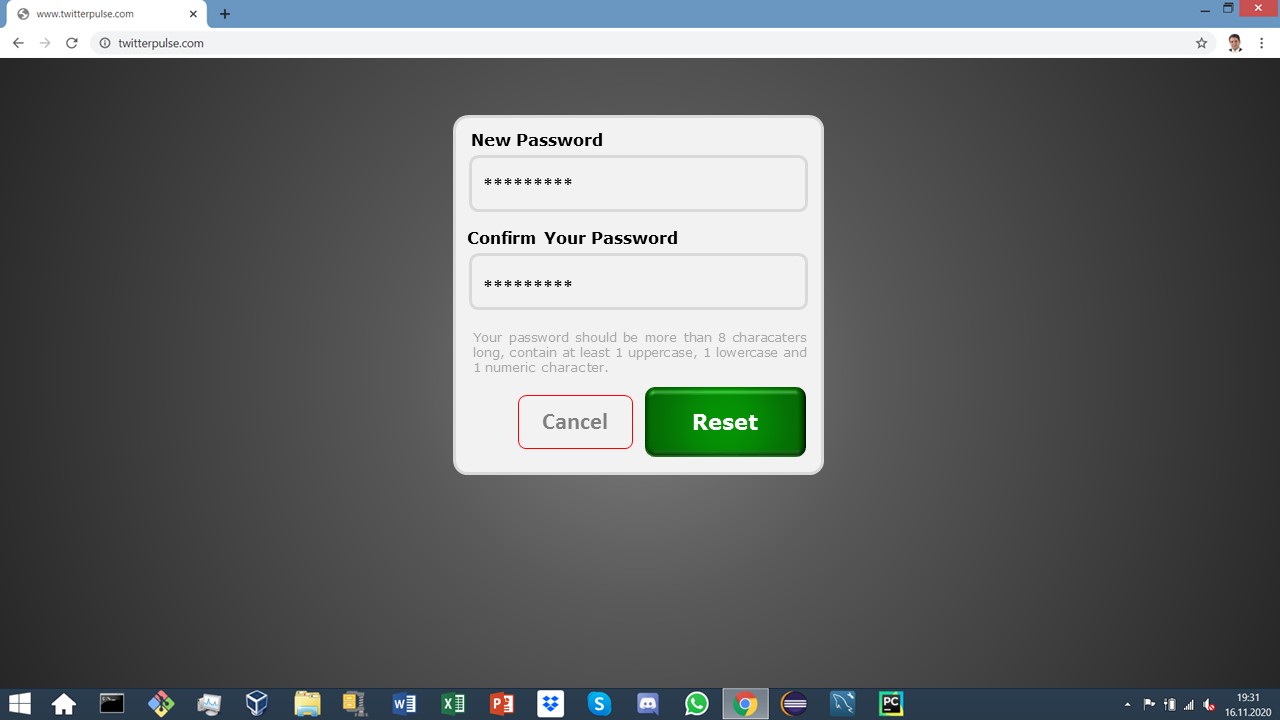 www.twitterpulse.com
twitterpulse.com
New Password
*********
Confirm Your Password
*********
Your password should be more than 8 characaters
long, contain at least 1 uppercase, 1 lowercase and
1 numeric character.
Cancel
Reset
W
X
P
S
PC
19:31
16.11.2020